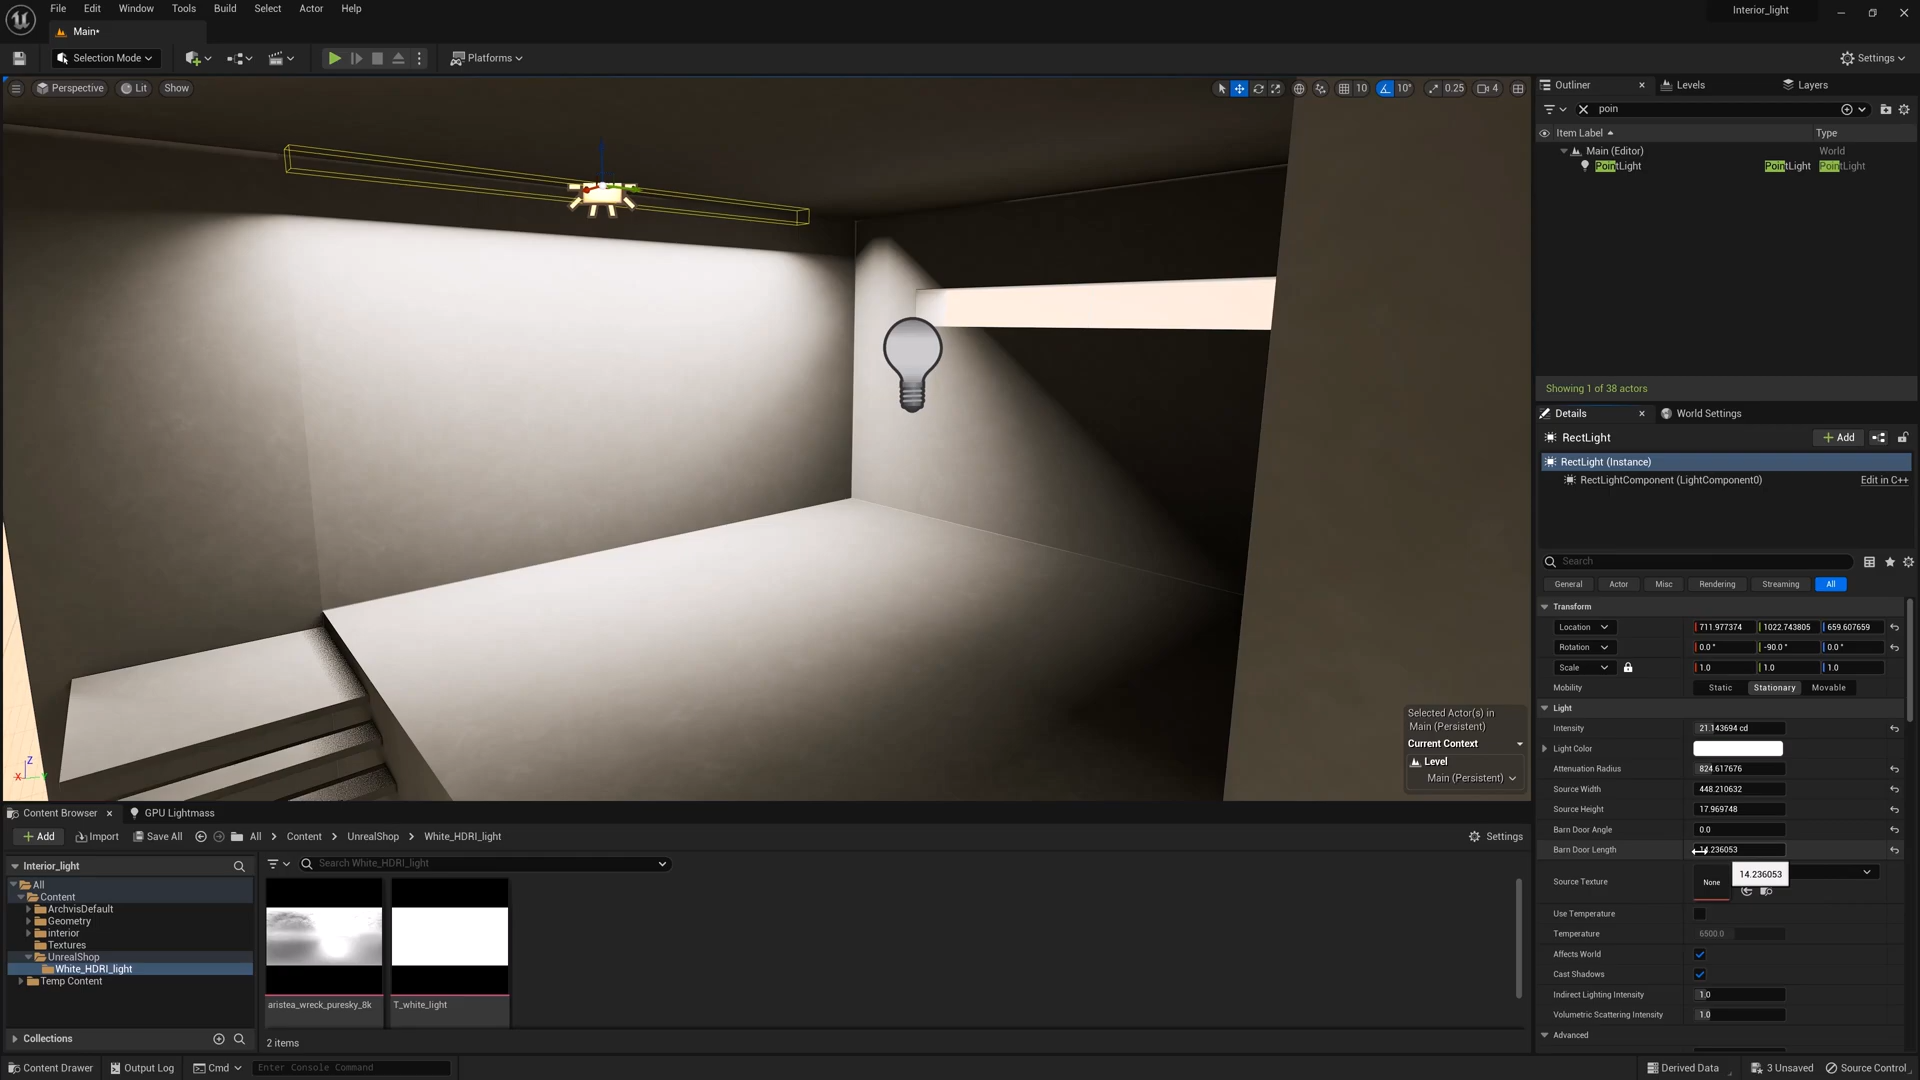 File Edit Window Tools Build Select Actor Help
Interior_light
Main*
Selection Mode
Platforms
Settings
Perspective Lit Show
10 10° 0.25 4
Outliner Levels Layers
poin
Item Label Type
Main (Editor) World
PointLight PointLight PointLight
Showing 1 of 38 actors
Details World Settings
RectLight Add
RectLight (Instance)
RectLightComponent (LightComponent0) Edit in C++
Search
General Actor Misc Rendering Streaming All
Transform
Location 711.977374 1022.743805 659.607659
Rotation 0.0 ° -90.0 ° 0.0 °
Scale 1.0 1.0 1.0
Mobility Static Stationary Movable
Light
Intensity 21.143694 cd
Light Color
Attenuation Radius 824.617676
Source Width 448.210632
Source Height 17.969748
Barn Door Angle 0.0
Barn Door Length 14.236053
14.236053
Source Texture None
Use Temperature
Temperature 6500.0
Affects World
Cast Shadows
Indirect Lighting Intensity 1.0
Volumetric Scattering Intensity 1.0
Advanced
Z
X Y
Selected Actor(s) in
Main (Persistent)
Current Context
Level
Main (Persistent)
Content Browser GPU Lightmass
Add Import Save All All Content UnrealShop White_HDRI_light Settings
Interior_light
Search White_HDRI_light
All
Content
ArchvisDefault
Geometry
interior
Textures
UnrealShop
White_HDRI_light
Temp Content
aristea_wreck_puresky_8k T_white_light
Collections
2 items
Content Drawer Output Log Cmd Enter Console Command Derived Data 3 Unsaved Source Control